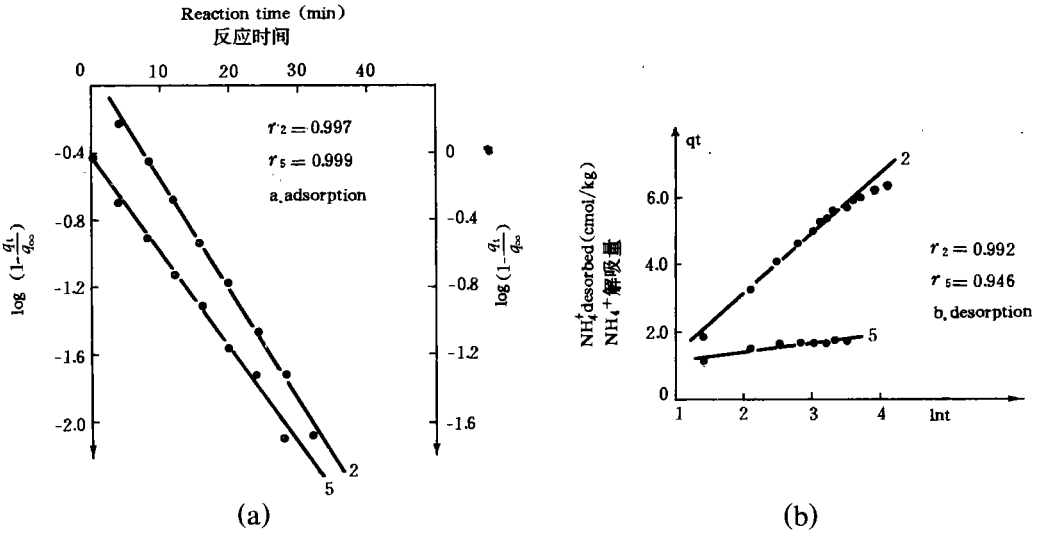 Reaction time (min)
反应时间
0 10 20 30 40
-0.4
-0.8
-1.2
-1.6
-2.0
log (1-qt/q∞)
r2=0.997
r5=0.999
a.adsorption
0
-0.4
-0.8
-1.2
-1.6
log (1-qt/q∞)
2
5
(a)
qt
6.0
4.0
2.0
0
NH4+desorbed(cmol/kg)
NH4+解吸量
2
r2=0.992
r5=0.946
b.desorption
5
1 2 3 4 lnt
(b)